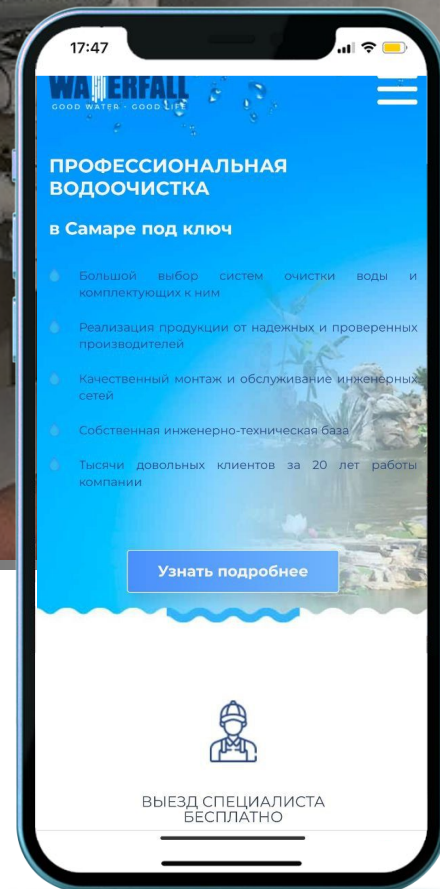 17:47
WATERFALL
GOOD WATER - GOOD LIFE
ПРОФЕССИОНАЛЬНАЯ
ВОДООЧИСТКА
в Самаре под ключ
Большой выбор систем очистки воды и
комплектующих к ним
Реализация продукции от надежных и проверенных
производителей
Качественный монтаж и обслуживание инженерных
сетей
Собственная инженерно-техническая база
Тысячи довольных клиентов за 20 лет работы
компании
Узнать подробнее
ВЫЕЗД СПЕЦИАЛИСТА
БЕСПЛАТНО